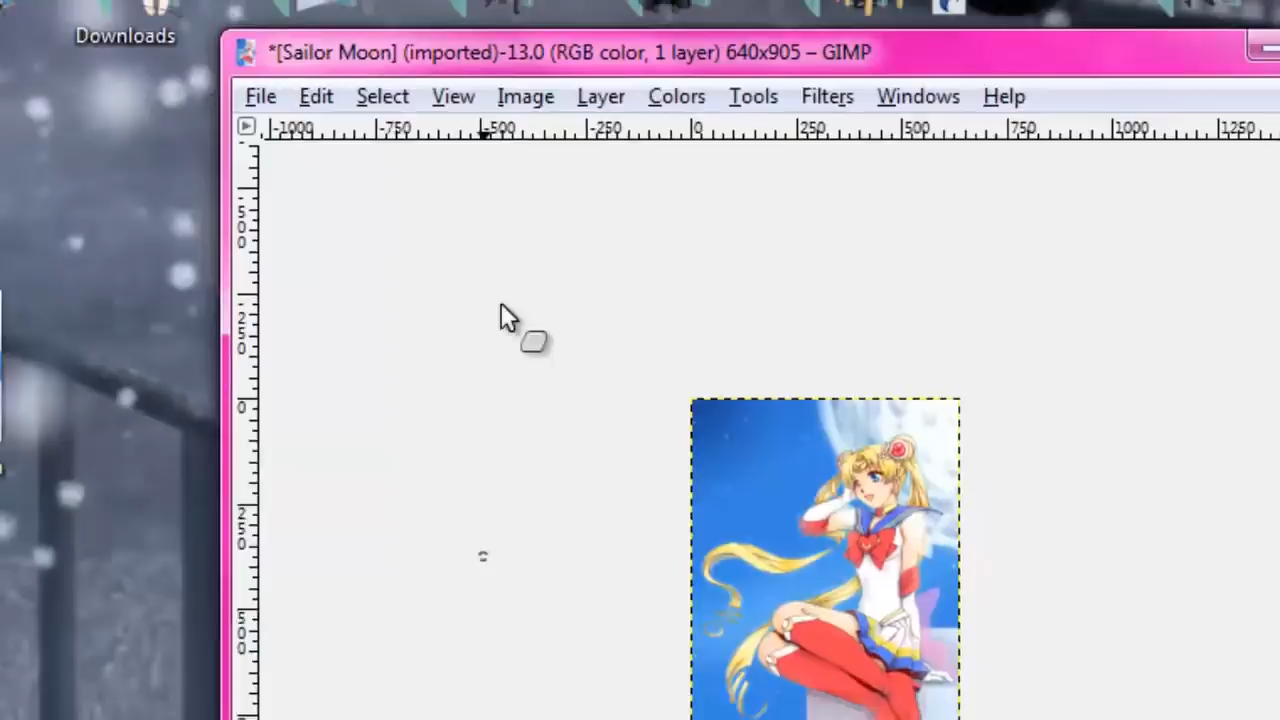 Downloads
*[Sailor Moon] (imported)-13.0 (RGB color, 1 layer) 640x905 – GIMP
File Edit Select View Image Layer Colors Tools Filters Windows Help
-1000 -750 -500 -250 0 250 500 750 1000 1250
-500
-250
0
250
500